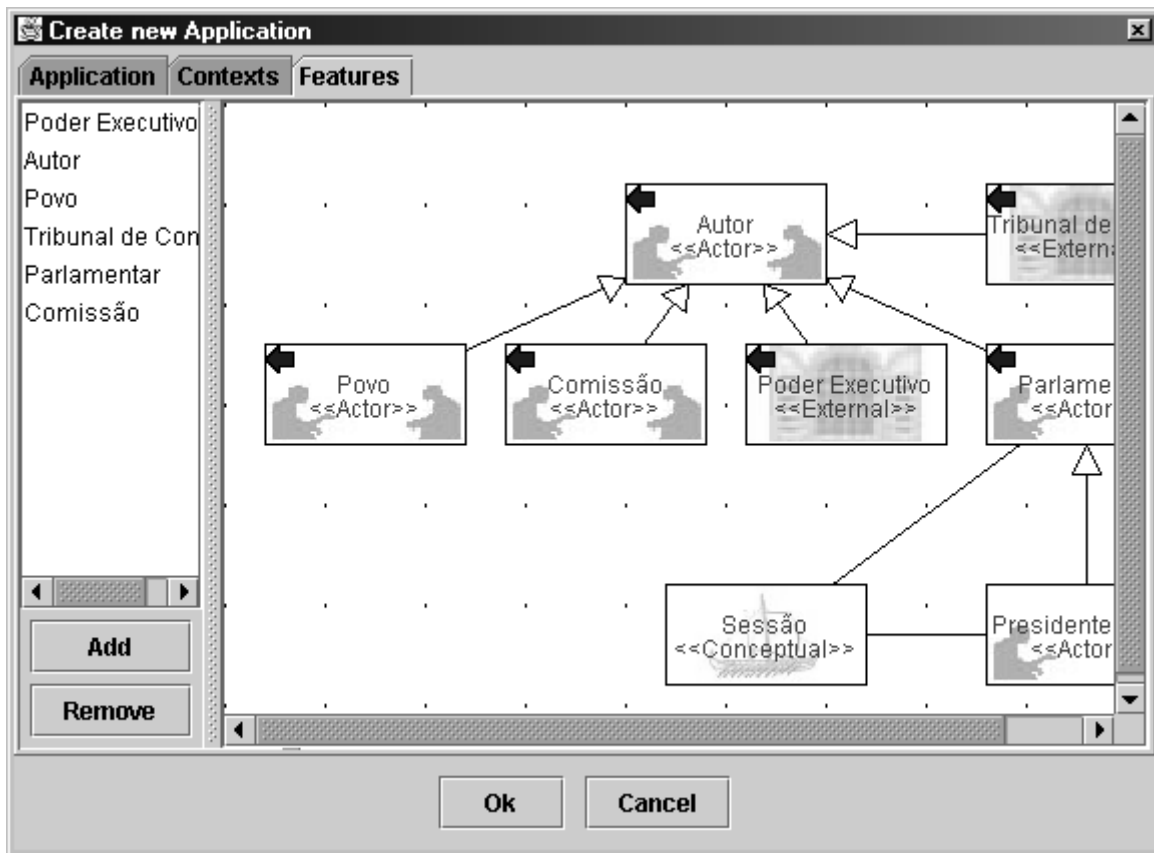 Create new Application
Application
Contexts
Features
Poder Executivo
Autor
Povo
Tribunal de Con
Parlamentar
Comissão
Add
Remove
Autor
<<Actor>>
Tribunal de
<<Externa
Povo
<<Actor>>
Comissão
<<Actor>>
Poder Executivo
<<External>>
Parlame
<<Actor
Sessão
<<Conceptual>>
Presidente
<<Actor
Ok
Cancel